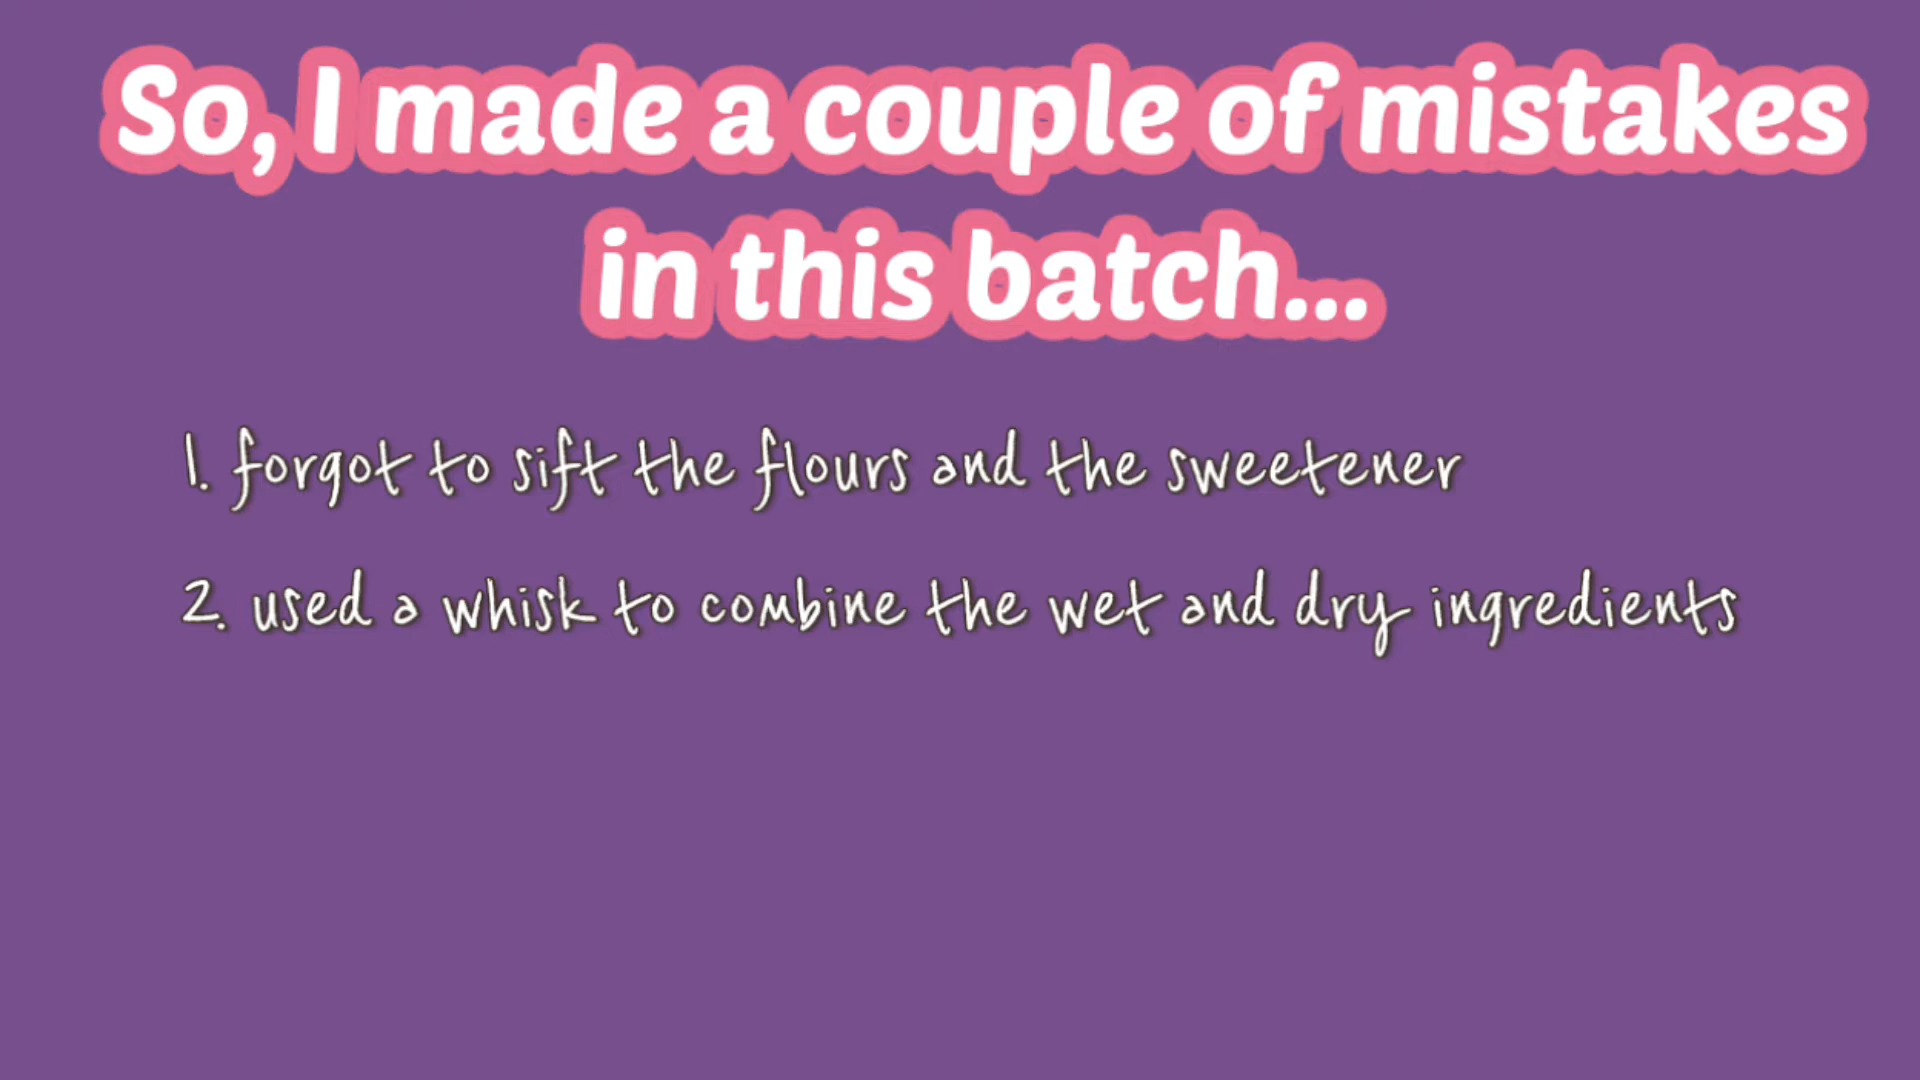 So, I made a couple of mistakes
in this batch...
1. forgot to sift the flours and the sweetener
2. used a whisk to combine the wet and dry ingredients